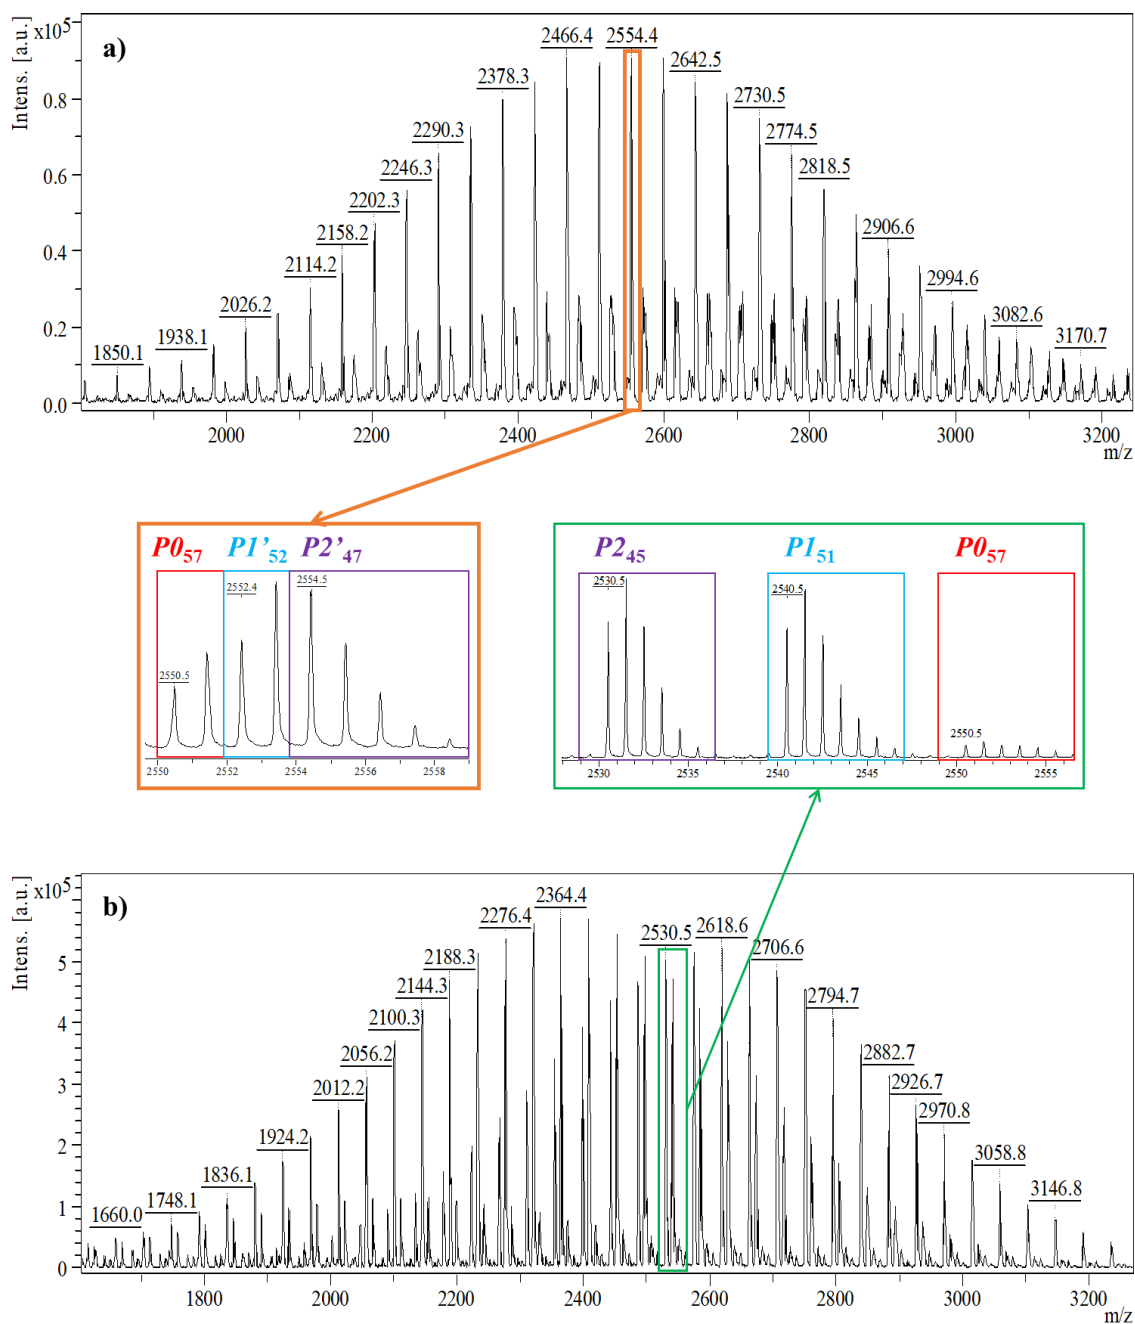 x10⁵
Intens. [a.u.]
a)
2466.4 2554.4
2378.3 2642.5
2290.3 2730.5
2246.3 2774.5
2202.3 2818.5
2158.2 2906.6
2114.2 2994.6
2026.2 3082.6
1938.1 3170.7
1850.1
0.8
0.6
0.4
0.2
0.0
2000 2200 2400 2600 2800 3000 3200
m/z
P0₅₇ P1’₅₂ P2’₄₇
2550.5 2552.4 2554.5
2550 2552 2554 2556 2558
P2₄₅ P1₅₁ P0₅₇
2530.5 2540.5 2550.5
2530 2535 2540 2545 2550 2555
x10⁵
Intens. [a.u.]
b)
2364.4
2276.4 2530.5 2618.6
2188.3 2706.6
2144.3 2794.7
2100.3 2882.7
2056.2 2926.7
2012.2 2970.8
1924.2 3058.8
1836.1 3146.8
1748.1
1660.0
5
4
3
2
1
0
1800 2000 2200 2400 2600 2800 3000 3200
m/z